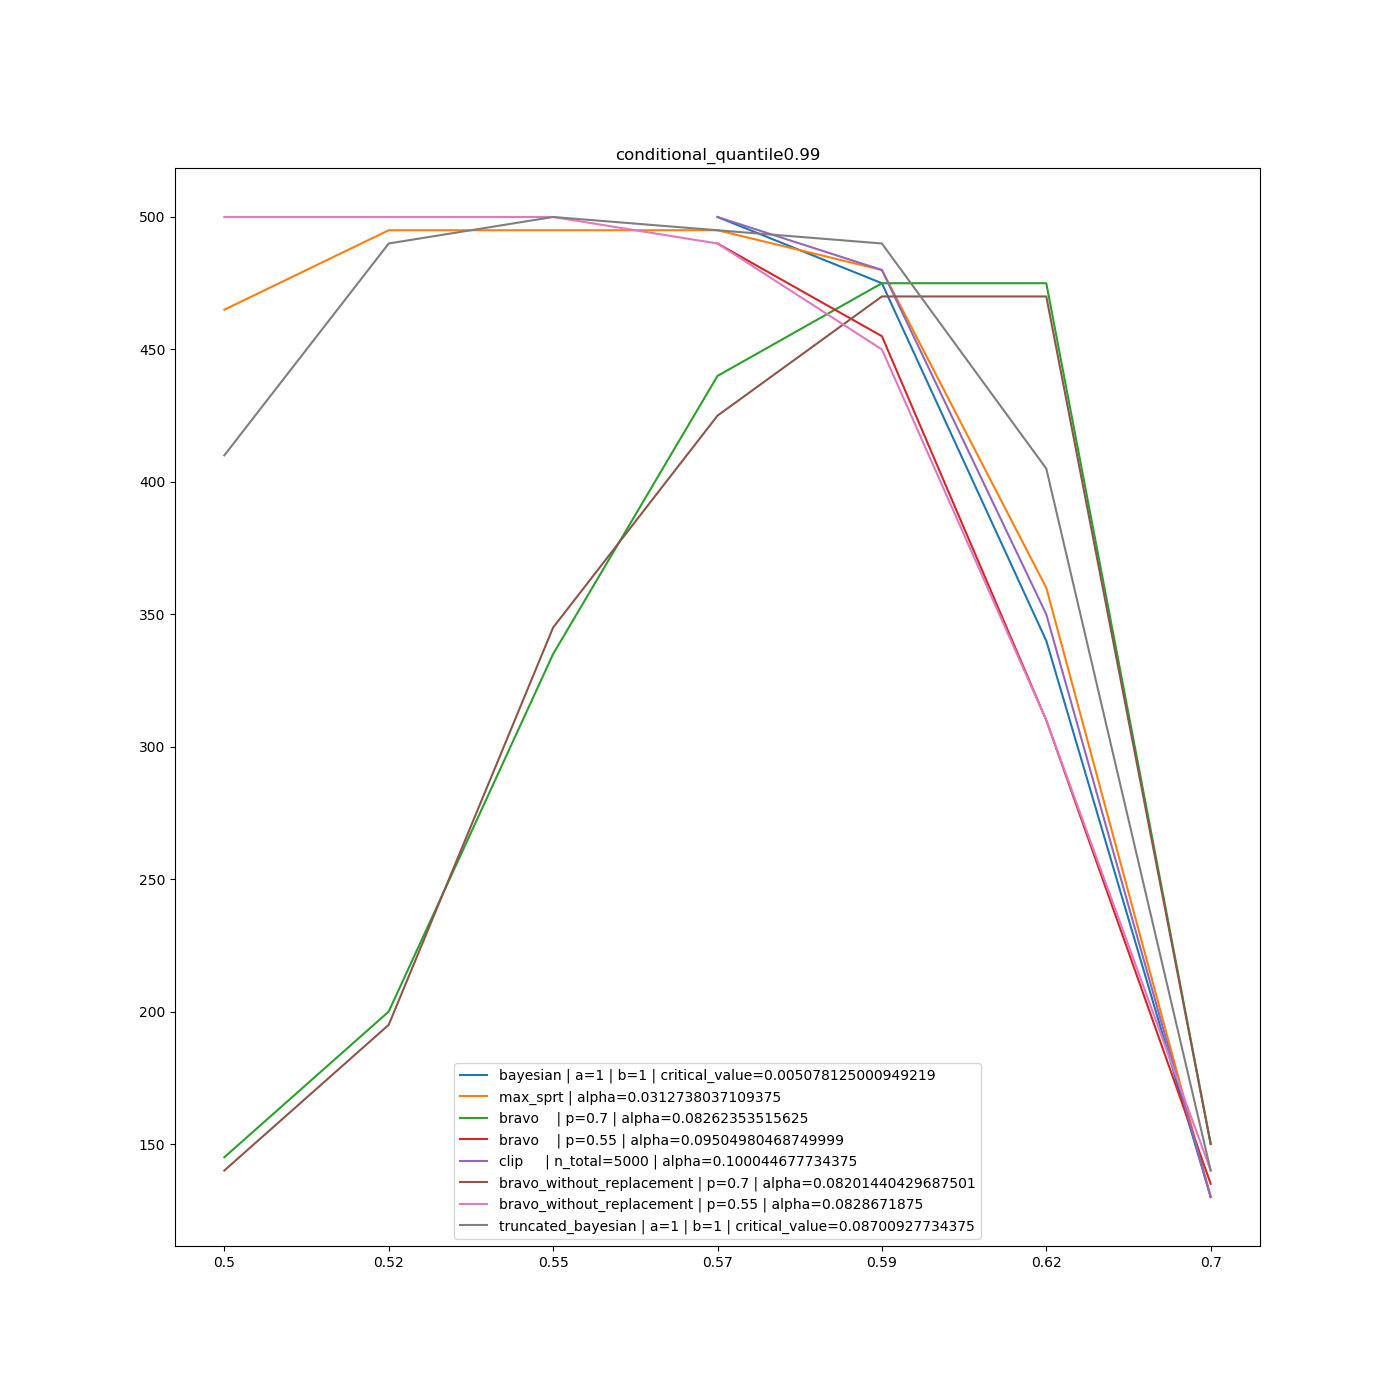 conditional_quantile0.99
500
450
400
350
300
250
200
150
bayesian | a=1 | b=1 | critical_value=0.005078125000949219
max_sprt | alpha=0.0312738037109375
bravo    | p=0.7 | alpha=0.08262353515625
bravo    | p=0.55 | alpha=0.09504980468749999
clip     | n_total=5000 | alpha=0.100044677734375
bravo_without_replacement | p=0.7 | alpha=0.08201440429687501
bravo_without_replacement | p=0.55 | alpha=0.0828671875
truncated_bayesian | a=1 | b=1 | critical_value=0.08700927734375
0.5 0.52 0.55 0.57 0.59 0.62 0.7